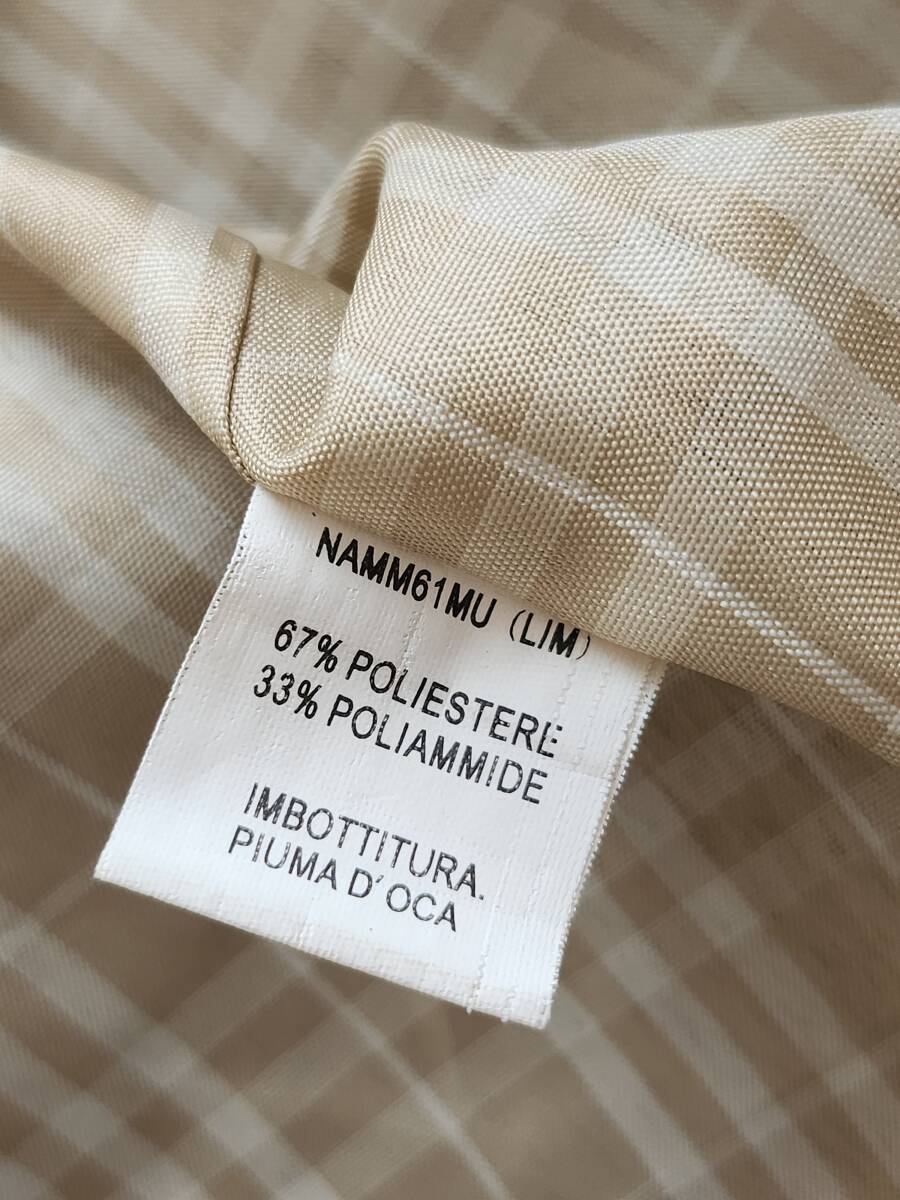 NAMM61MU (LIM)
67% POLIESTERE
33% POLIAMMIDE
IMBOTTITURA.
PIUMA D' OCA